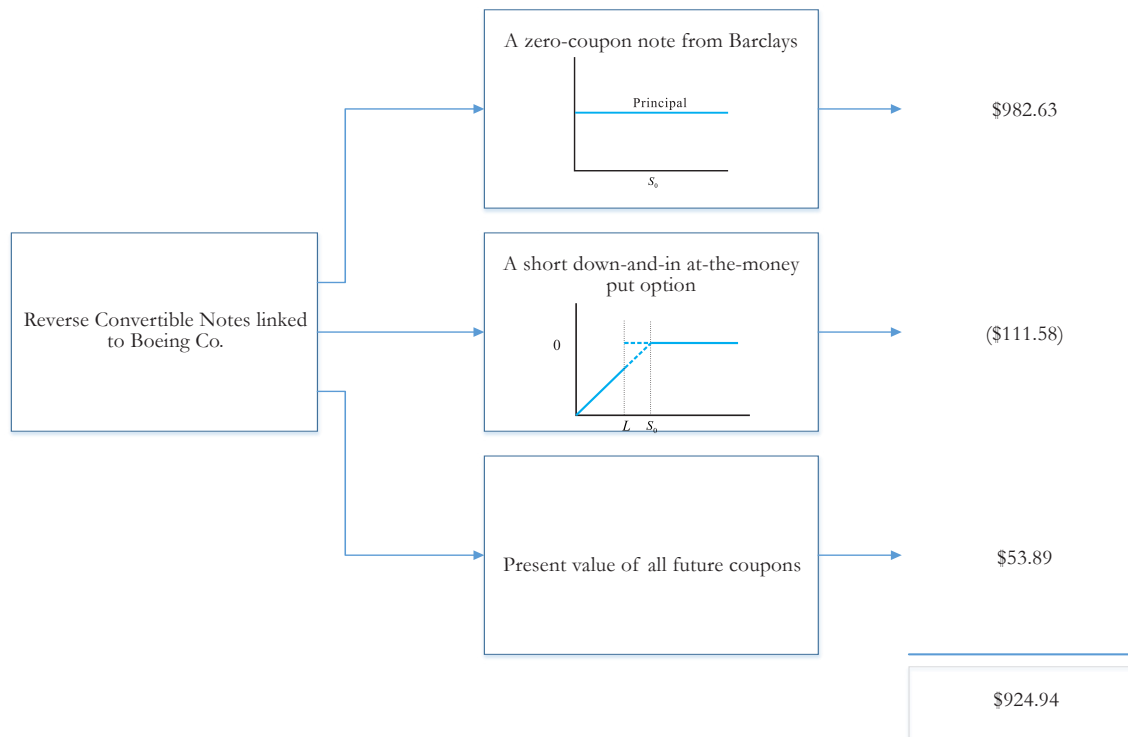 A zero-coupon note from Barclays
Principal
S₀
$982.63
Reverse Convertible Notes linked
to Boeing Co.
A short down-and-in at-the-money
put option
0
L S₀
($111.58)
Present value of all future coupons
$53.89
$924.94